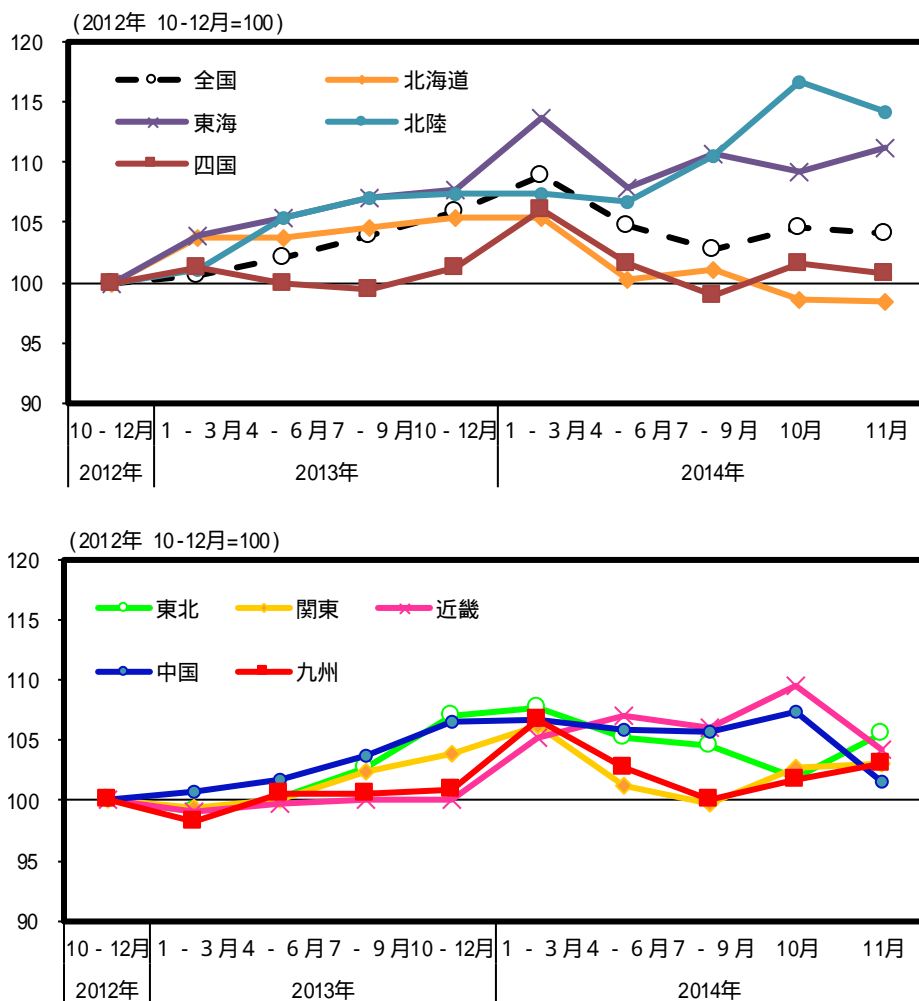 (2012年 10-12月=100)
120
115
110
105
100
95
90
全国 北海道
東海 北陸
四国
10-12月 1-3月 4-6月 7-9月 10-12月 1-3月 4-6月 7-9月 10月 11月
2012年 2013年 2014年
(2012年 10-12月=100)
120
115
110
105
100
95
90
東北 関東 近畿
中国 九州
10-12月 1-3月 4-6月 7-9月 10-12月 1-3月 4-6月 7-9月 10月 11月
2012年 2013年 2014年